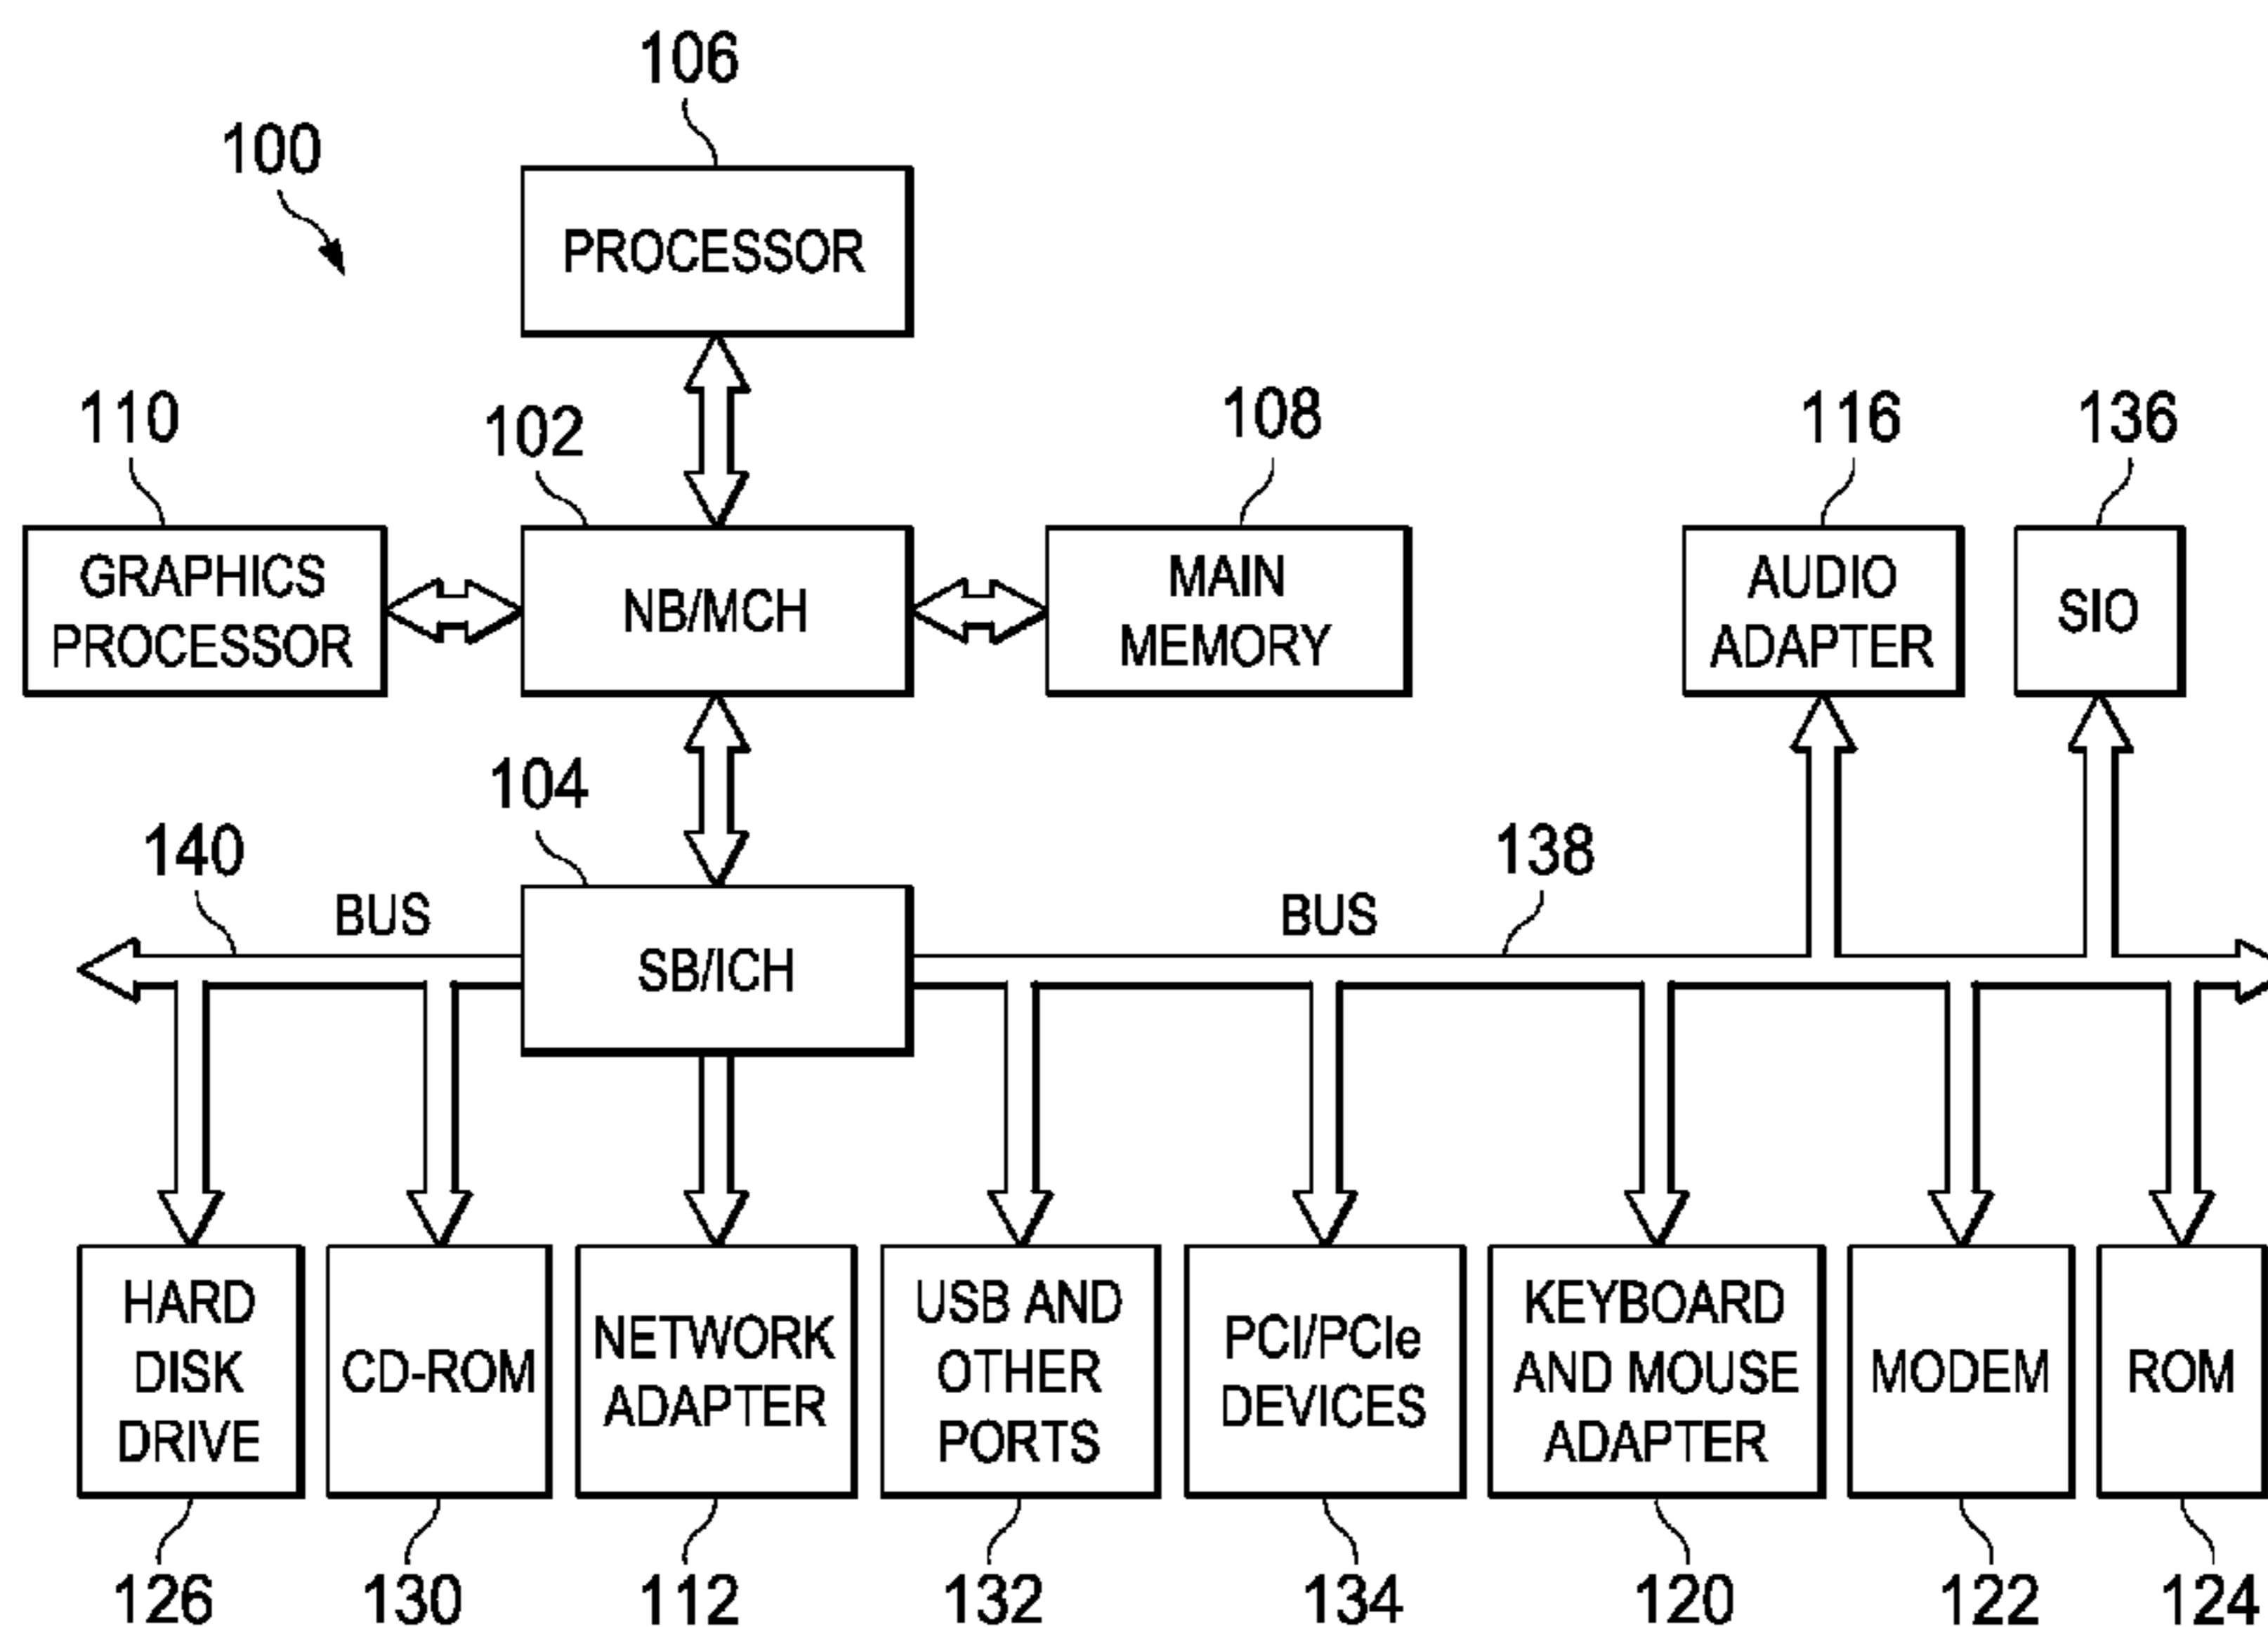 106
100
PROCESSOR
110
102
108
116
136
GRAPHICS
PROCESSOR
NB/MCH
MAIN
MEMORY
AUDIO
ADAPTER
SIO
104
140
138
BUS
BUS
SB/ICH
HARD
DISK
DRIVE
CD-ROM
NETWORK
ADAPTER
USB AND
OTHER
PORTS
PCI/PCIe
DEVICES
KEYBOARD
AND MOUSE
ADAPTER
MODEM
ROM
126
130
112
132
134
120
122
124